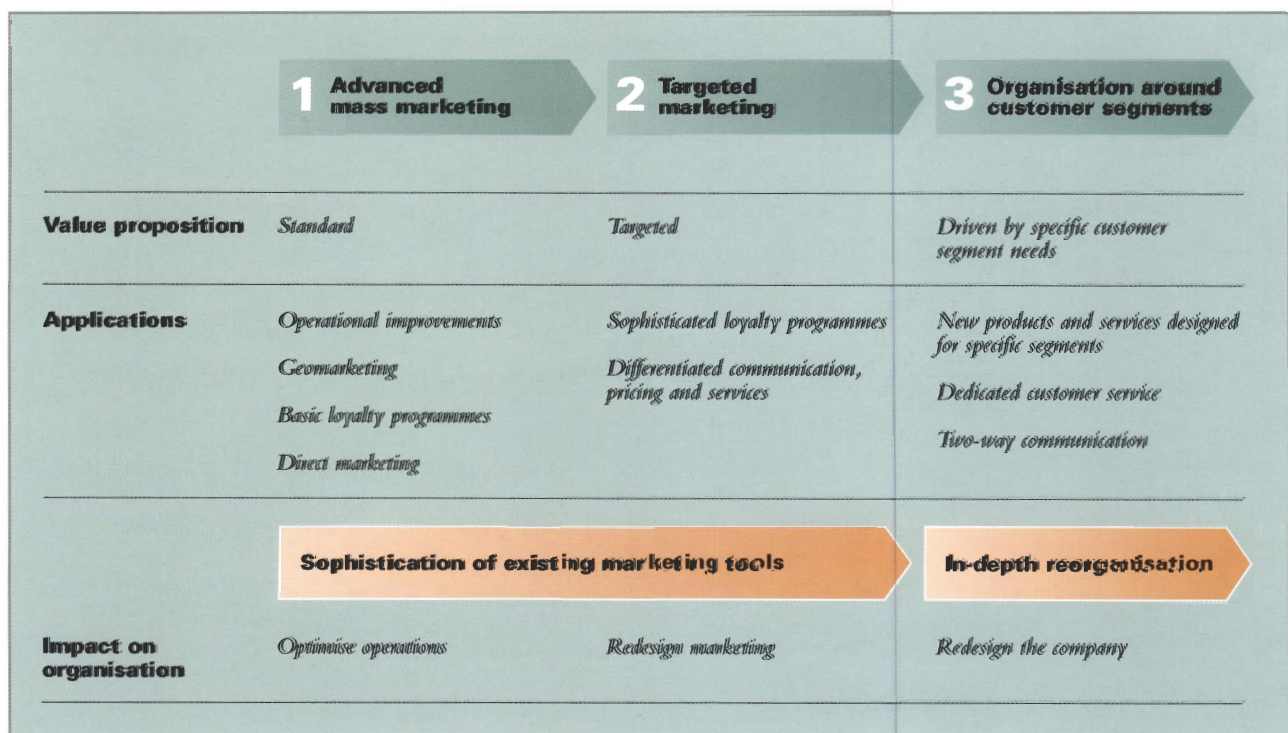 1 Advanced
mass marketing
2 Targeted
marketing
3 Organisation around
customer segments
Value proposition
Standard
Targeted
Driven by specific customer
segment needs
Applications
Operational improvements
Geomarketing
Basic loyalty programmes
Direct marketing
Sophisticated loyalty programmes
Differentiated communication,
pricing and services
New products and services designed
for specific segments
Dedicated customer service
Two-way communication
Sophistication of existing marketing tools
In-depth reorganisation
Impact on
organisation
Optimise operations
Redesign marketing
Redesign the company